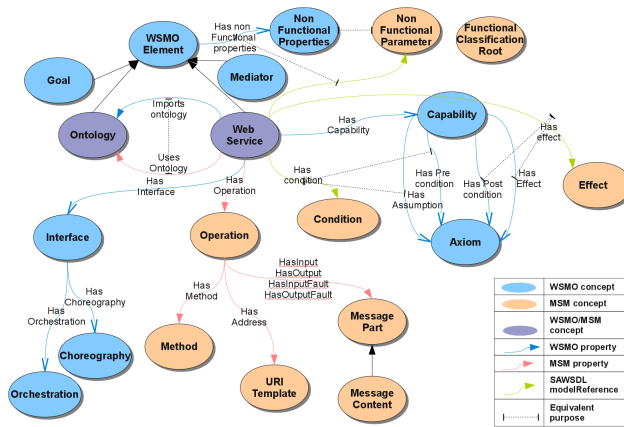 WSMO
Element
Has non
Functional
properties
Non
Functional
Properties
Non
Functional
Parameter
Functional
Classification
Root
Goal
Mediator
Imports
ontology
Ontology
Web
Service
Has
Capability
Capability
Has
effect
Uses
Ontology
Has
condition
Has Pre
condition
Has
Assumption
Has Post
condition
Has
Effect
Effect
Has
Interface
Has
Operation
Condition
Interface
Operation
Axiom
Has
Choreography
Has
Orchestration
Has
Method
Has
Address
HasInput
HasOutput
HasInputFault
HasOutputFault
Message
Part
Choreography
Method
Orchestration
URI
Template
Message
Content
WSMO concept
MSM concept
WSMO/MSM
concept
WSMO property
MSM property
SAWSDL
modelReference
Equivalent
purpose